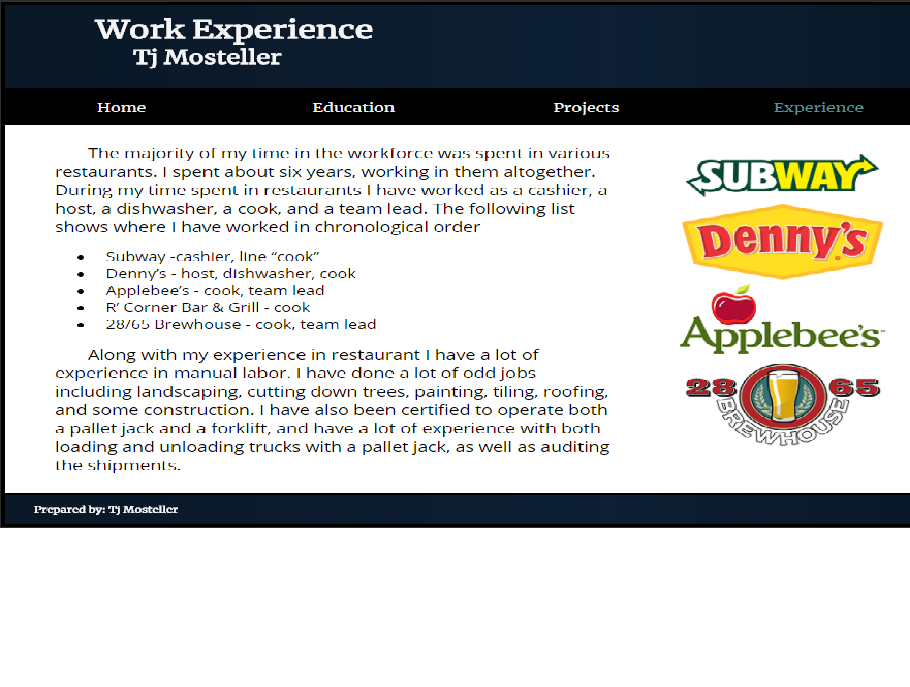 Work Experience
Tj Mosteller
Home Education Projects Experience
The majority of my time in the workforce was spent in various
restaurants. I spent about six years, working in them altogether.
During my time spent in restaurants I have worked as a cashier, a
host, a dishwasher, a cook, and a team lead. The following list
shows where I have worked in chronological order
• Subway -cashier, line “cook”
• Denny’s - host, dishwasher, cook
• Applebee’s - cook, team lead
• R’ Corner Bar & Grill - cook
• 28/65 Brewhouse - cook, team lead
Along with my experience in restaurant I have a lot of
experience in manual labor. I have done a lot of odd jobs
including landscaping, cutting down trees, painting, tiling, roofing,
and some construction. I have also been certified to operate both
a pallet jack and a forklift, and have a lot of experience with both
loading and unloading trucks with a pallet jack, as well as auditing
the shipments.
SUBWAY
Denny's
Applebee's
28 65
BREWHOUSE
Prepared by: Tj Mosteller